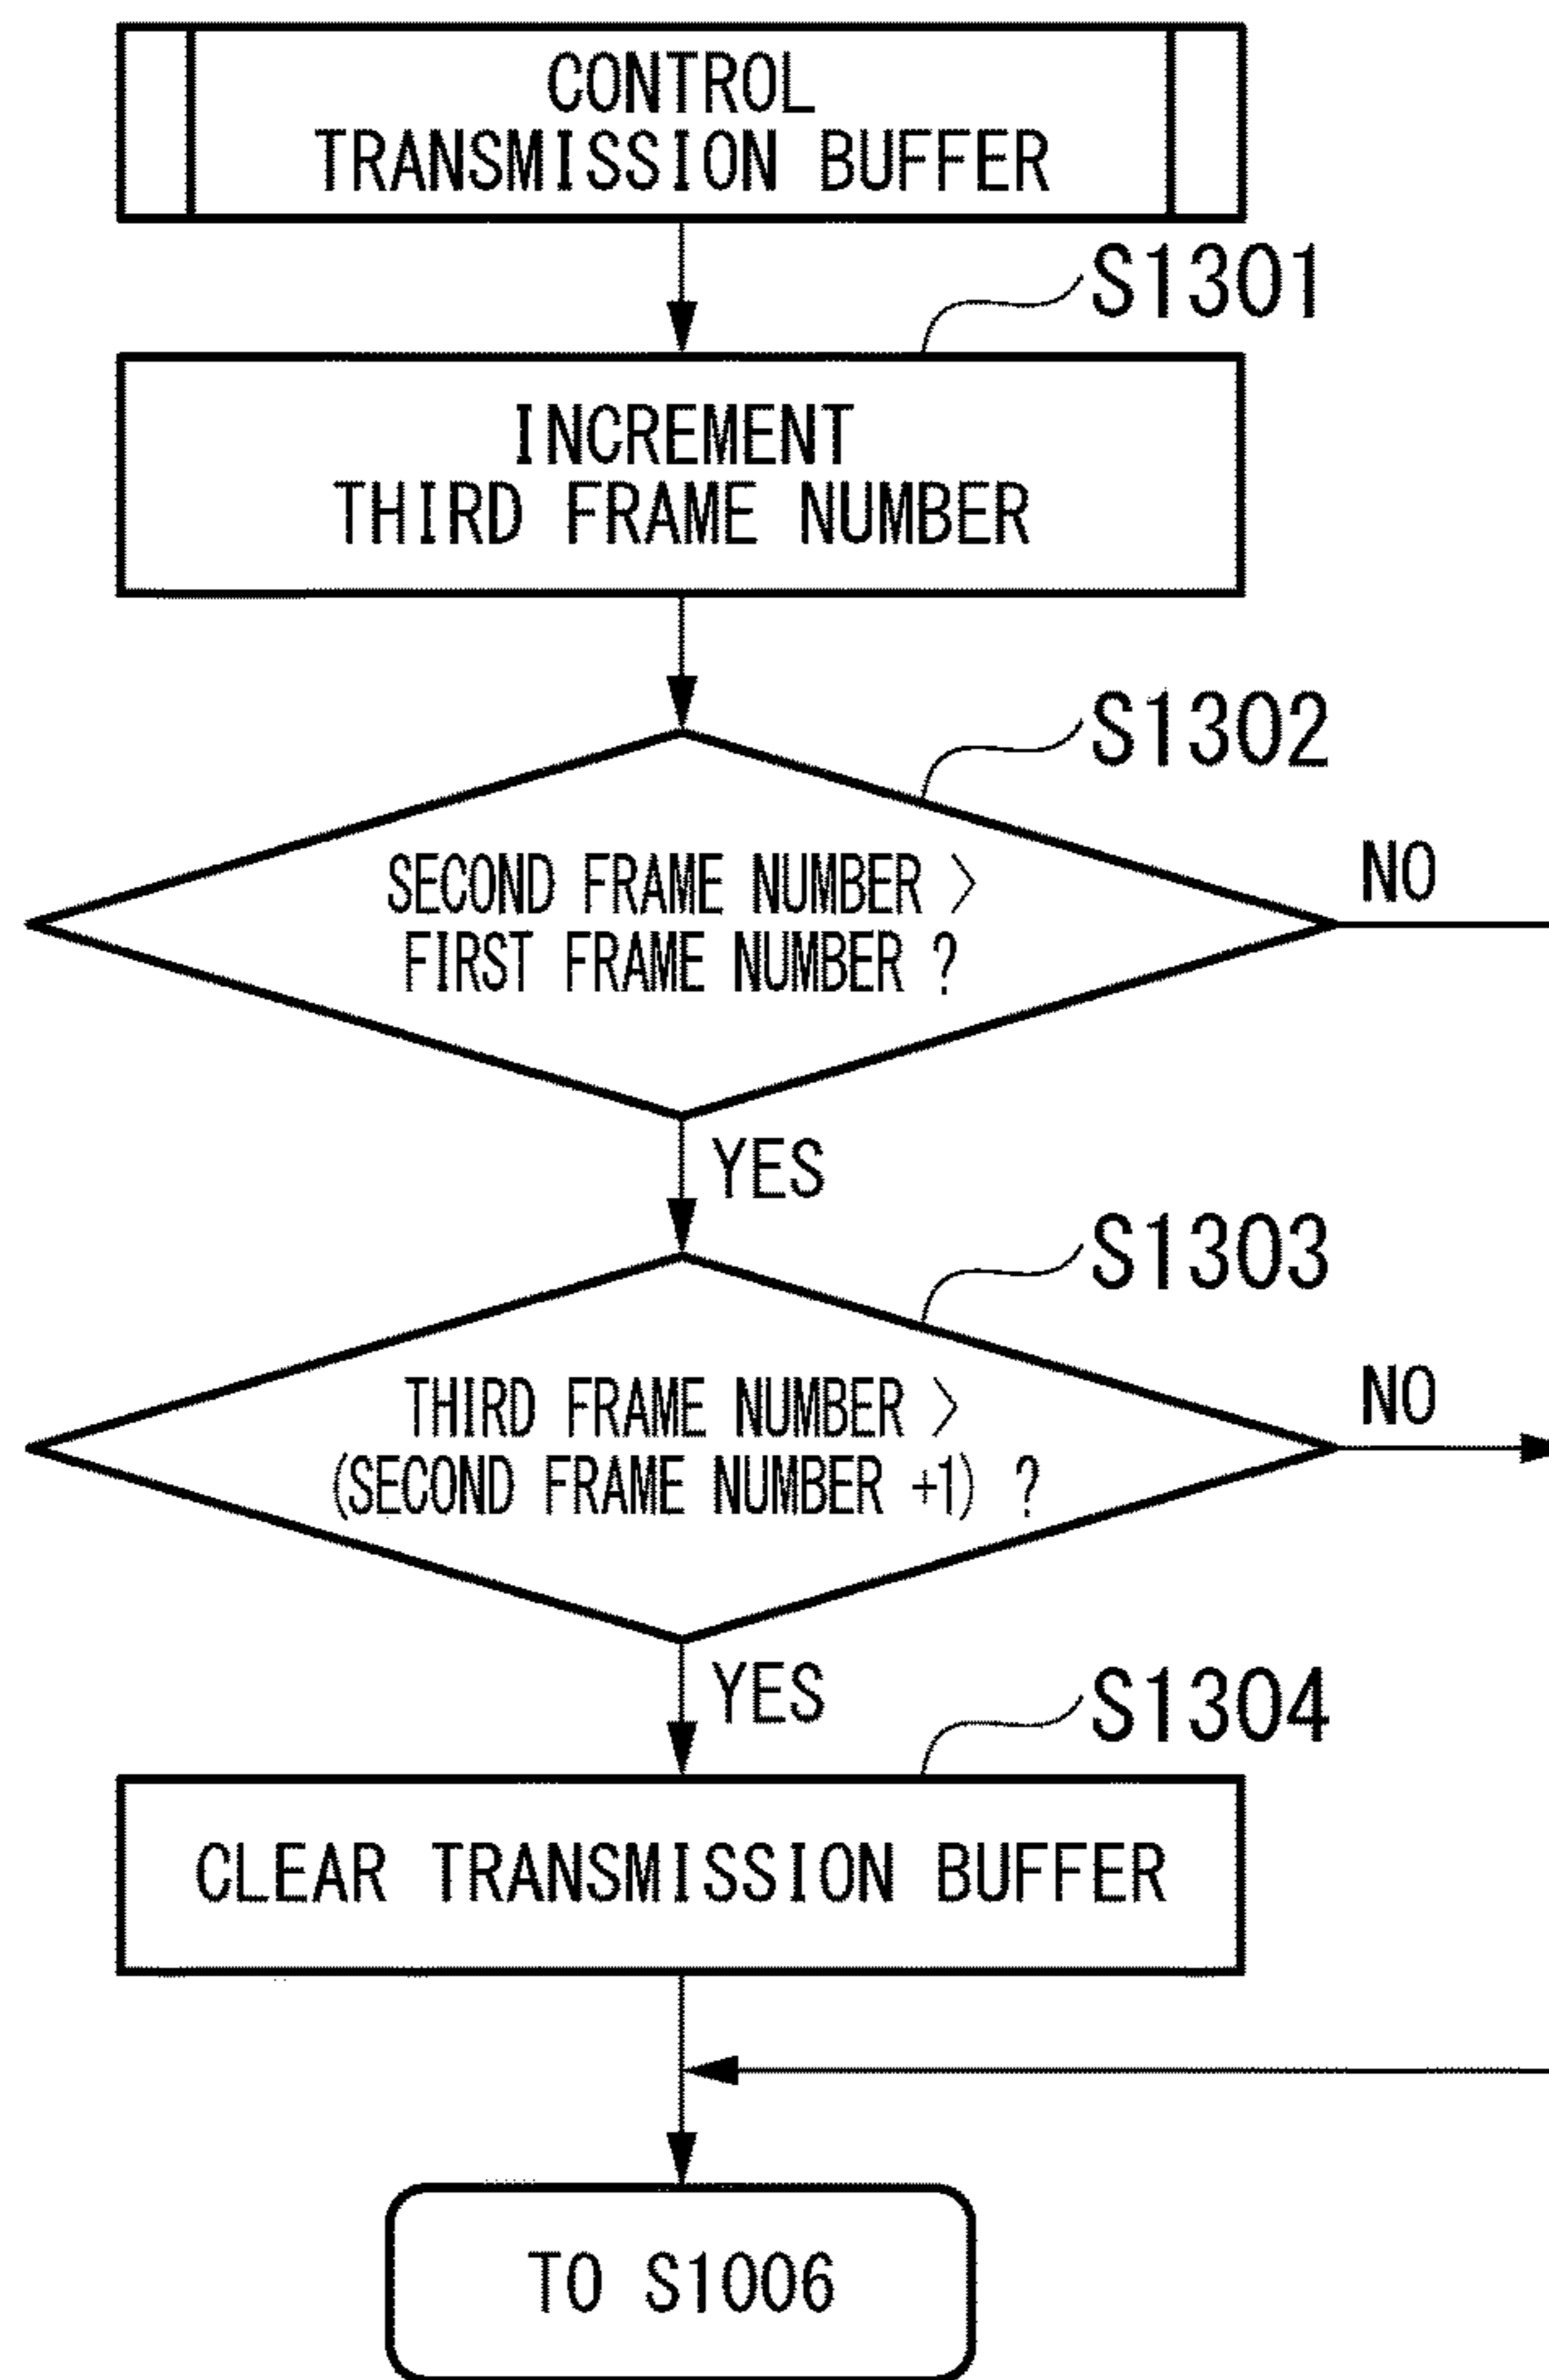 CONTROL
TRANSMISSION BUFFER
S1301
INCREMENT
THIRD FRAME NUMBER
S1302
SECOND FRAME NUMBER >
FIRST FRAME NUMBER ?
NO
YES
S1303
THIRD FRAME NUMBER >
(SECOND FRAME NUMBER +1) ?
NO
YES
S1304
CLEAR TRANSMISSION BUFFER
TO S1006